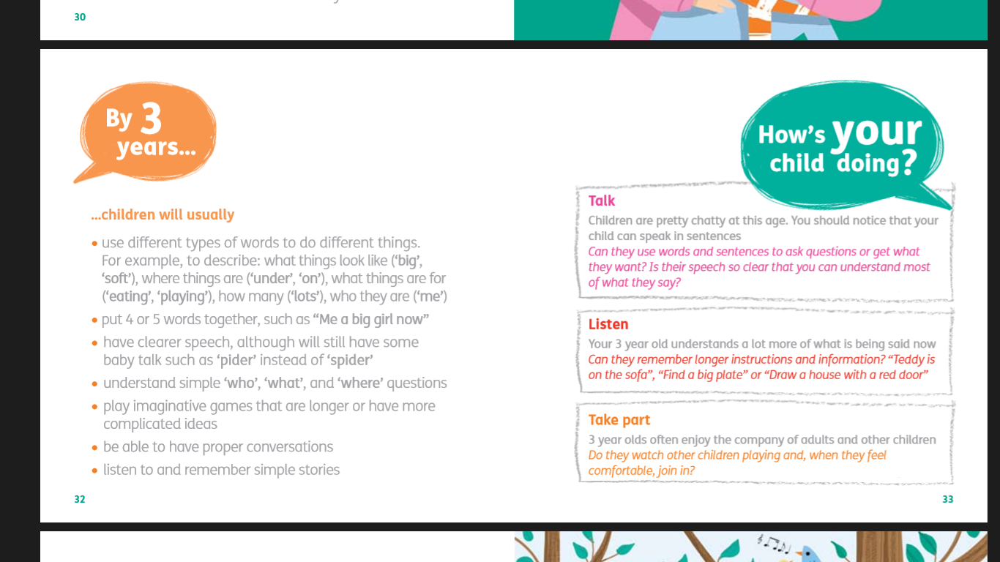 30
By 3
years...
...children will usually
• use different types of words to do different things.
For example, to describe: what things look like (‘big’,
‘soft’), where things are (‘under’, ‘on’), what things are for
(‘eating’, ‘playing’), how many (‘lots’), who they are (‘me’)
• put 4 or 5 words together, such as “Me a big girl now”
• have clearer speech, although will still have some
baby talk such as ‘pider’ instead of ‘spider’
• understand simple ‘who’, ‘what’, and ‘where’ questions
• play imaginative games that are longer or have more
complicated ideas
• be able to have proper conversations
• listen to and remember simple stories
32
How’s your
child doing?
Talk
Children are pretty chatty at this age. You should notice that your
child can speak in sentences
Can they use words and sentences to ask questions or get what
they want? Is their speech so clear that you can understand most
of what they say?
Listen
Your 3 year old understands a lot more of what is being said now
Can they remember longer instructions and information? “Teddy is
on the sofa”, “Find a big plate” or “Draw a house with a red door”
Take part
3 year olds often enjoy the company of adults and other children
Do they watch other children playing and, when they feel
comfortable, join in?
33